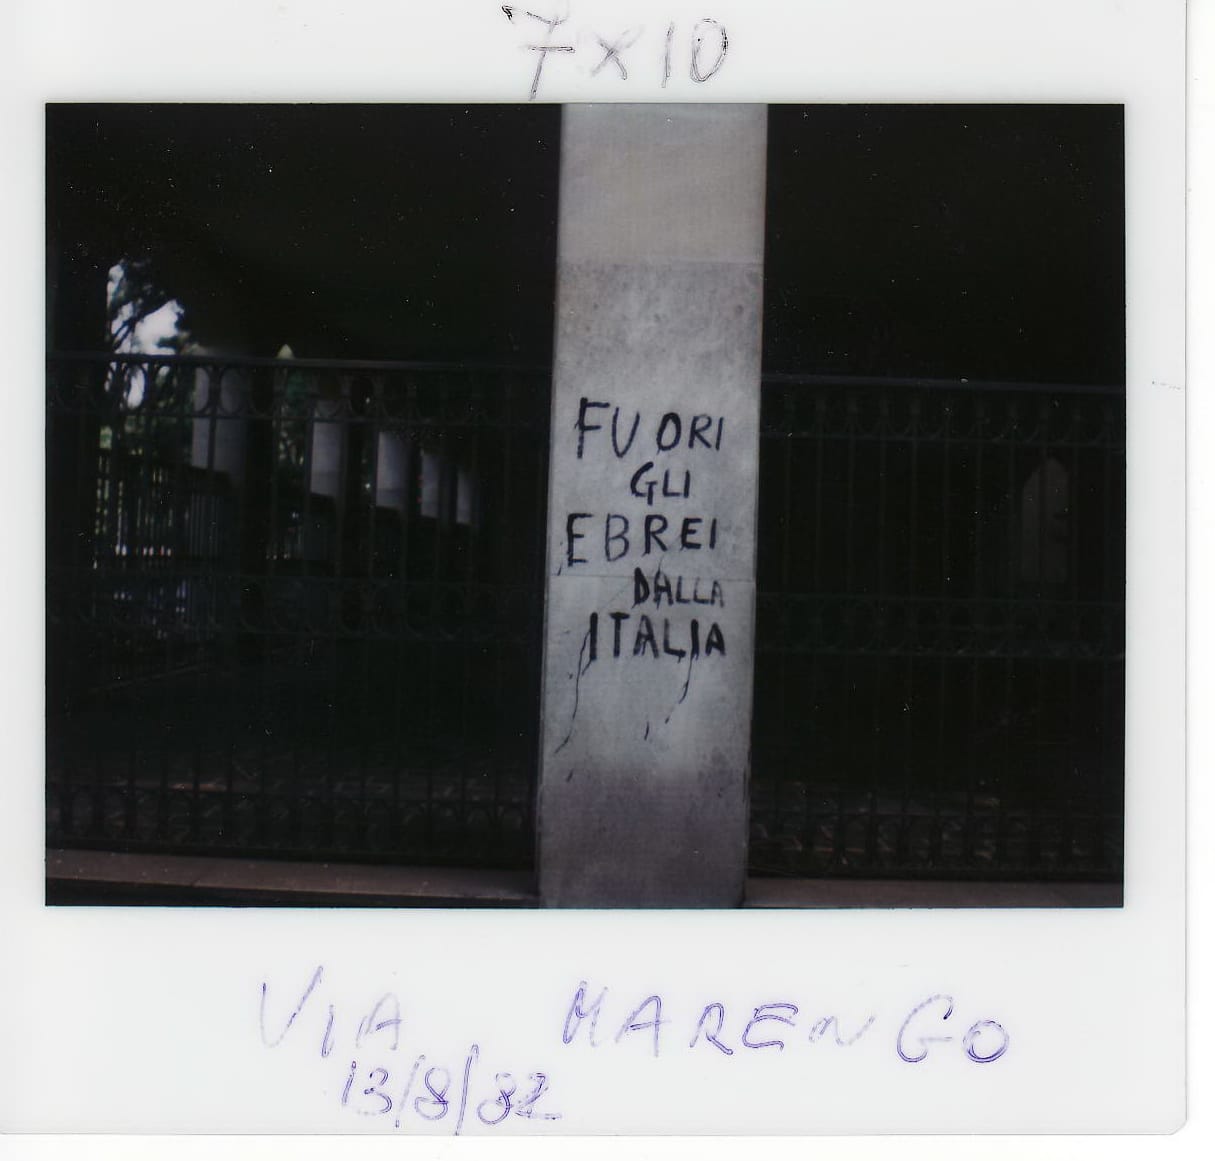 7x10
FUORI
GLI
EBREI
DALLA
ITALIA
VIA MARENGO
13/8/82